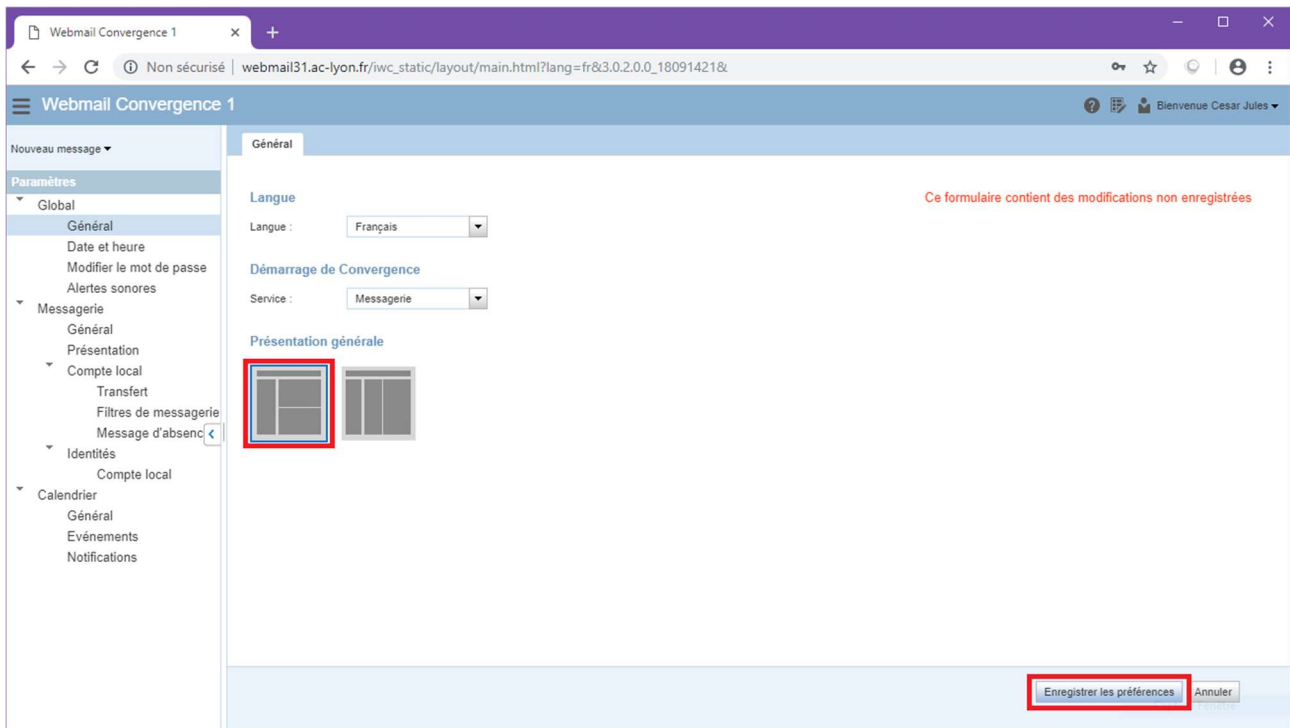 Webmail Convergence 1
Non sécurisé webmail31.ac-lyon.fr/iwc_static/layout/main.html?lang=fr&3.0.2.0.0_18091421&
Webmail Convergence 1
Bienvenue Cesar Jules
Nouveau message
Général
Paramètres
Global
Général
Date et heure
Modifier le mot de passe
Alertes sonores
Messagerie
Général
Présentation
Compte local
Transfert
Filtres de messagerie
Message d'absenc
Identités
Compte local
Calendrier
Général
Evénements
Notifications
Langue
Ce formulaire contient des modifications non enregistrées
Langue : Français
Démarrage de Convergence
Service : Messagerie
Présentation générale
Enregistrer les préférences Annuler